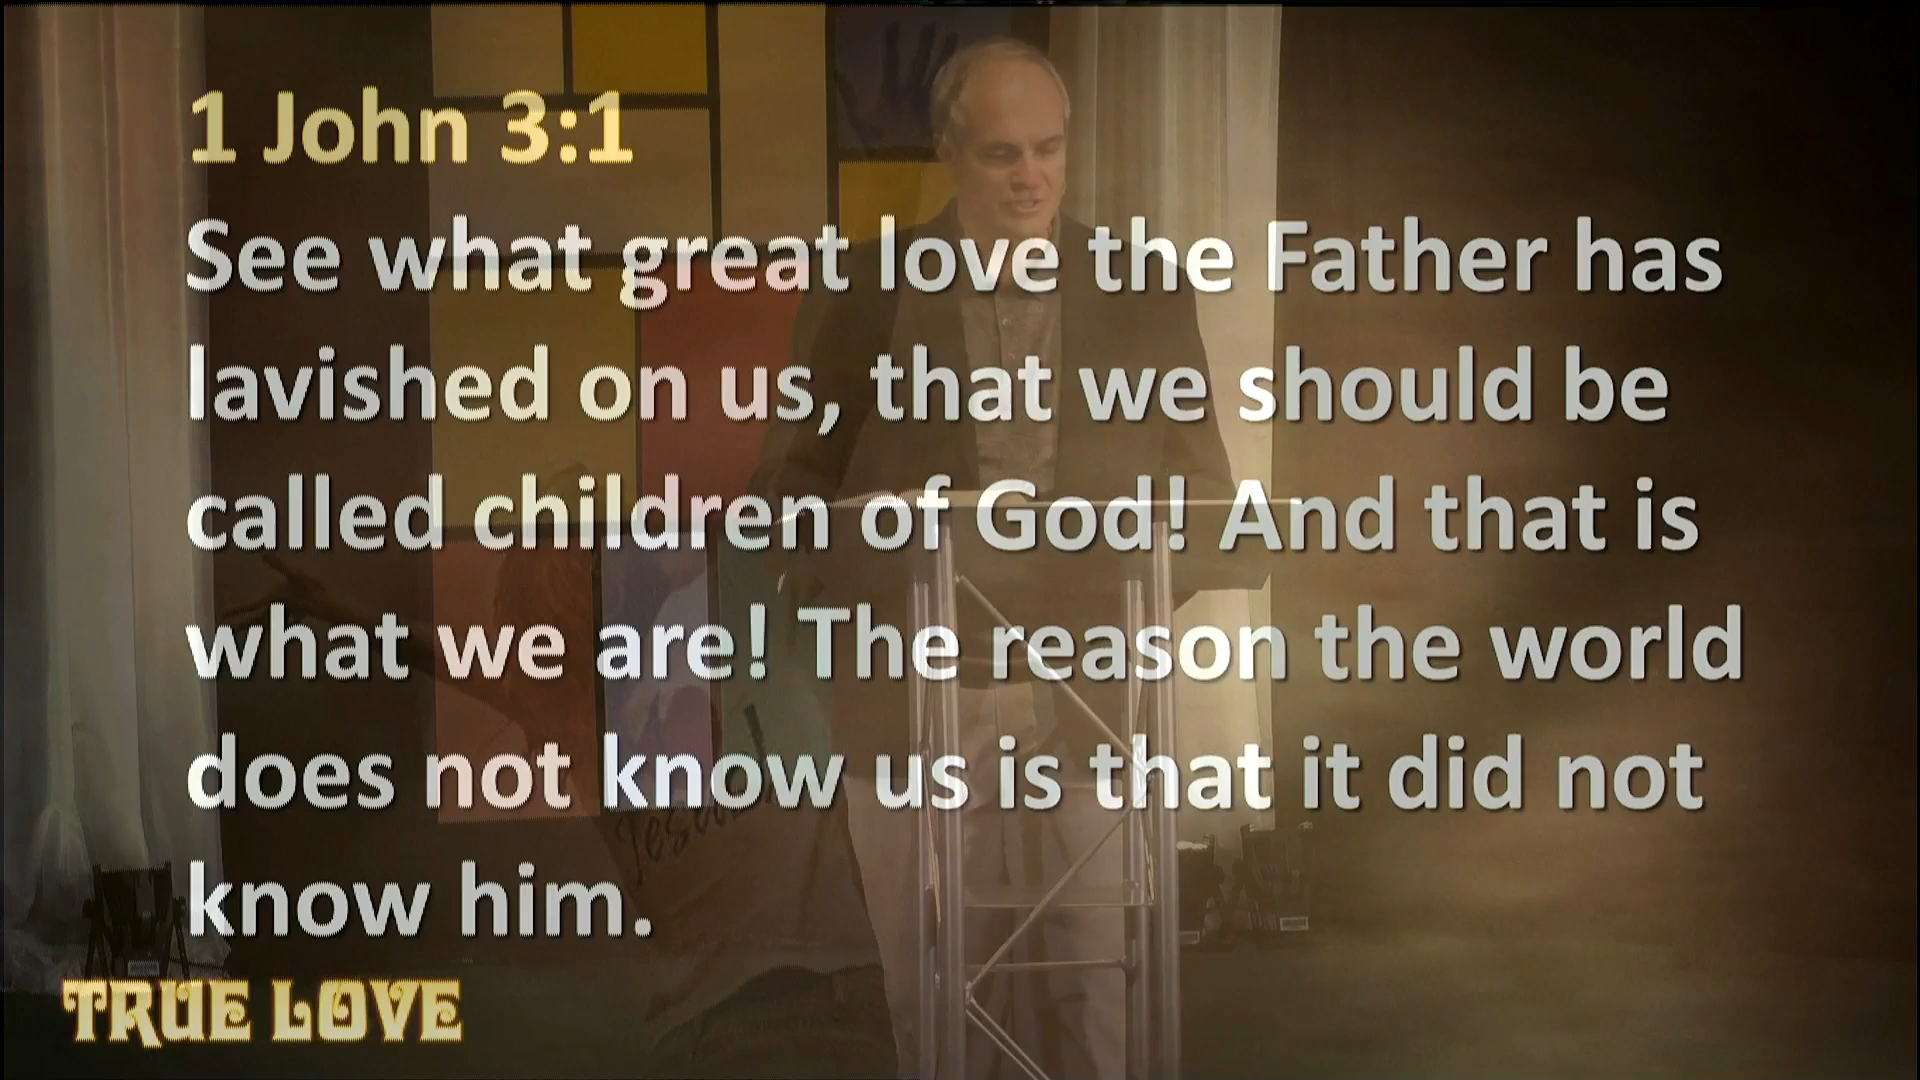 1 John 3:1
See what great love the Father has
lavished on us, that we should be
called children of God! And that is
what we are! The reason the world
does not know us is that it did not
know him.
Jesus
TRUE LOVE